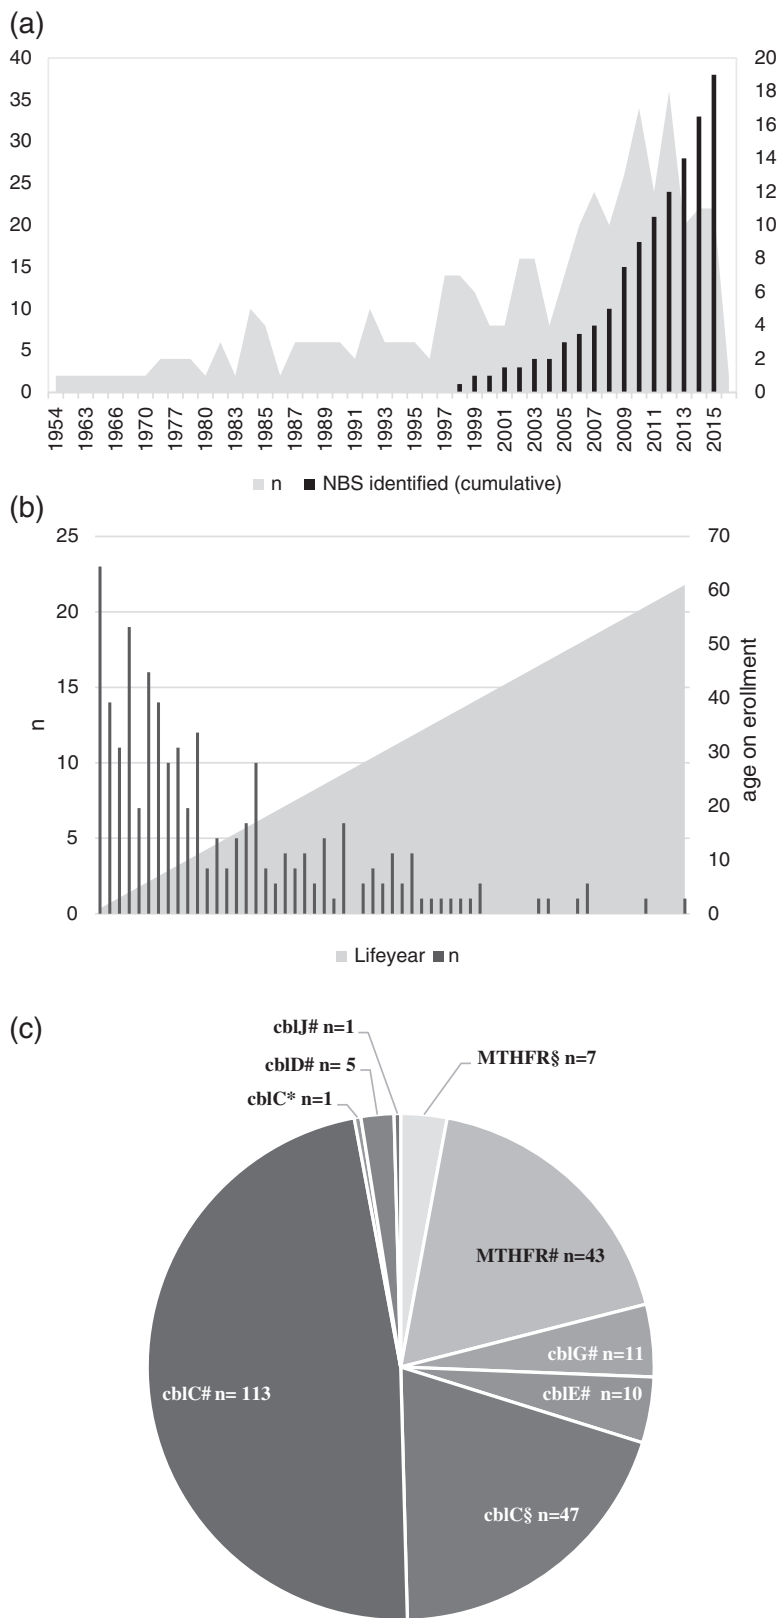 (a)
40 20
35 18
30 16
25 14
20 12
15 10
10 8
5 6
0 4
2
0
1954 1963 1966 1970 1977 1980 1983 1985 1987 1989 1991 1993 1995 1997 1999 2001 2003 2005 2007 2009 2011 2013 2015
n NBS identified (cumulative)
(b)
25 70
20 60
15 50
10 40
5 30
0 20
10
0
n
age on erollment
Lifeyear n
(c)
cblJ# n=1
MTHFR§ n=7
cblD# n= 5
cblC* n=1
MTHFR# n=43
cblG# n=11
cblE# n=10
cblC# n= 113
cblC§ n=47